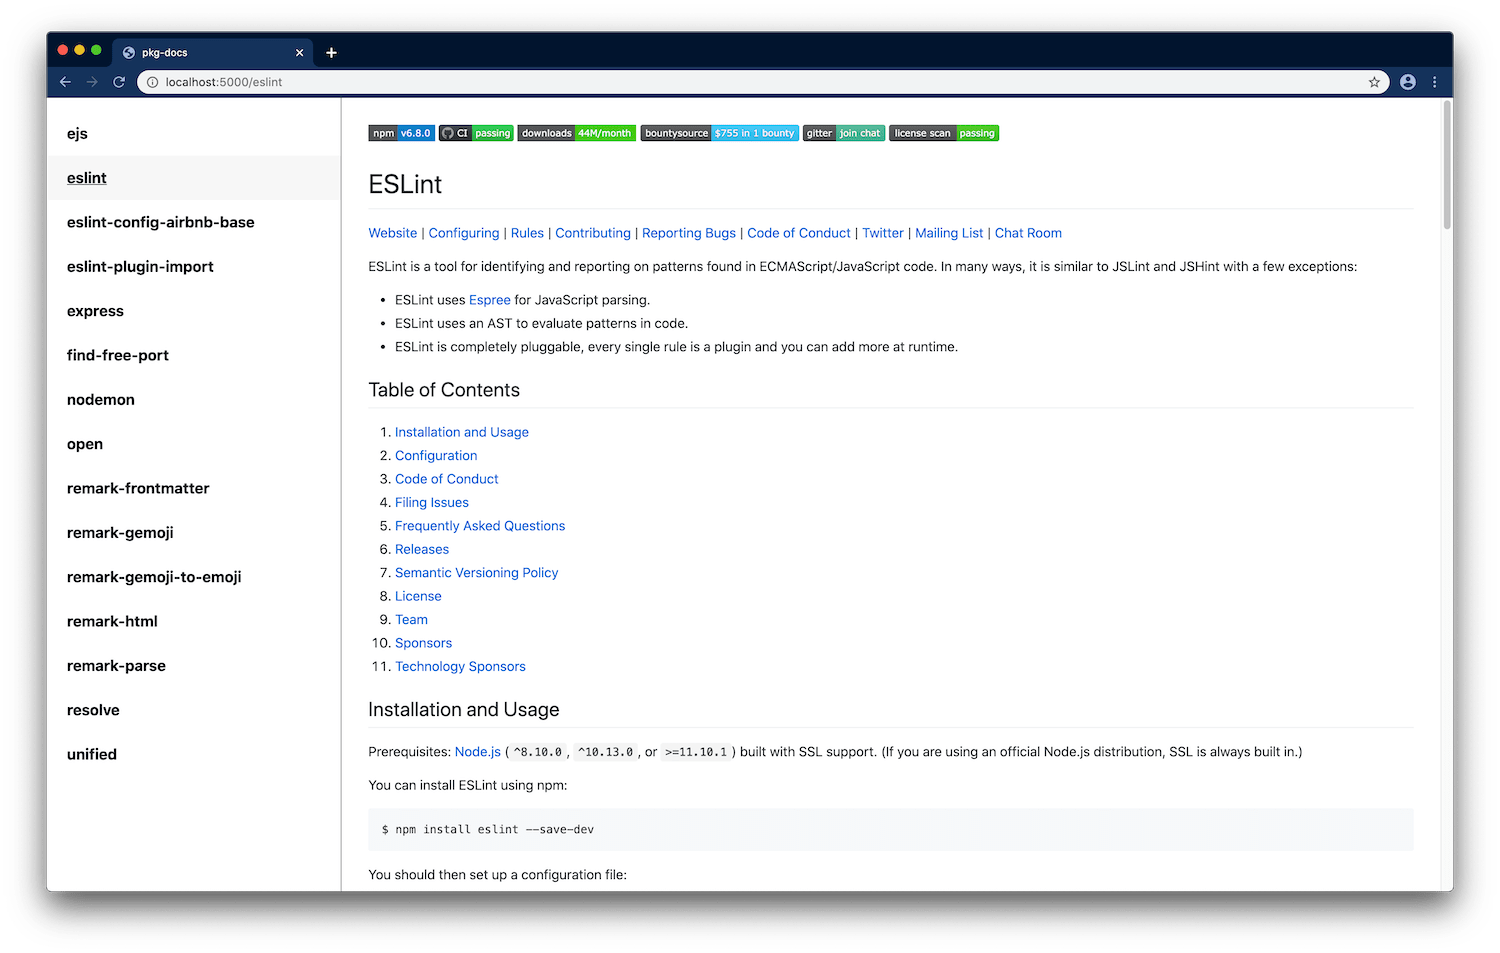 pkg-docs
localhost:5000/eslint
ejs
eslint
eslint-config-airbnb-base
eslint-plugin-import
express
find-free-port
nodemon
open
remark-frontmatter
remark-gemoji
remark-gemoji-to-emoji
remark-html
remark-parse
resolve
unified
npm v6.8.0 CI passing downloads 44M/month bountysource $755 in 1 bounty gitter join chat license scan passing
ESLint
Website | Configuring | Rules | Contributing | Reporting Bugs | Code of Conduct | Twitter | Mailing List | Chat Room
ESLint is a tool for identifying and reporting on patterns found in ECMAScript/JavaScript code. In many ways, it is similar to JSLint and JSHint with a few exceptions:
• ESLint uses Espree for JavaScript parsing.
• ESLint uses an AST to evaluate patterns in code.
• ESLint is completely pluggable, every single rule is a plugin and you can add more at runtime.
Table of Contents
1. Installation and Usage
2. Configuration
3. Code of Conduct
4. Filing Issues
5. Frequently Asked Questions
6. Releases
7. Semantic Versioning Policy
8. License
9. Team
10. Sponsors
11. Technology Sponsors
Installation and Usage
Prerequisites: Node.js ( ^8.10.0 , ^10.13.0 , or >=11.10.1 ) built with SSL support. (If you are using an official Node.js distribution, SSL is always built in.)
You can install ESLint using npm:
$ npm install eslint --save-dev
You should then set up a configuration file: